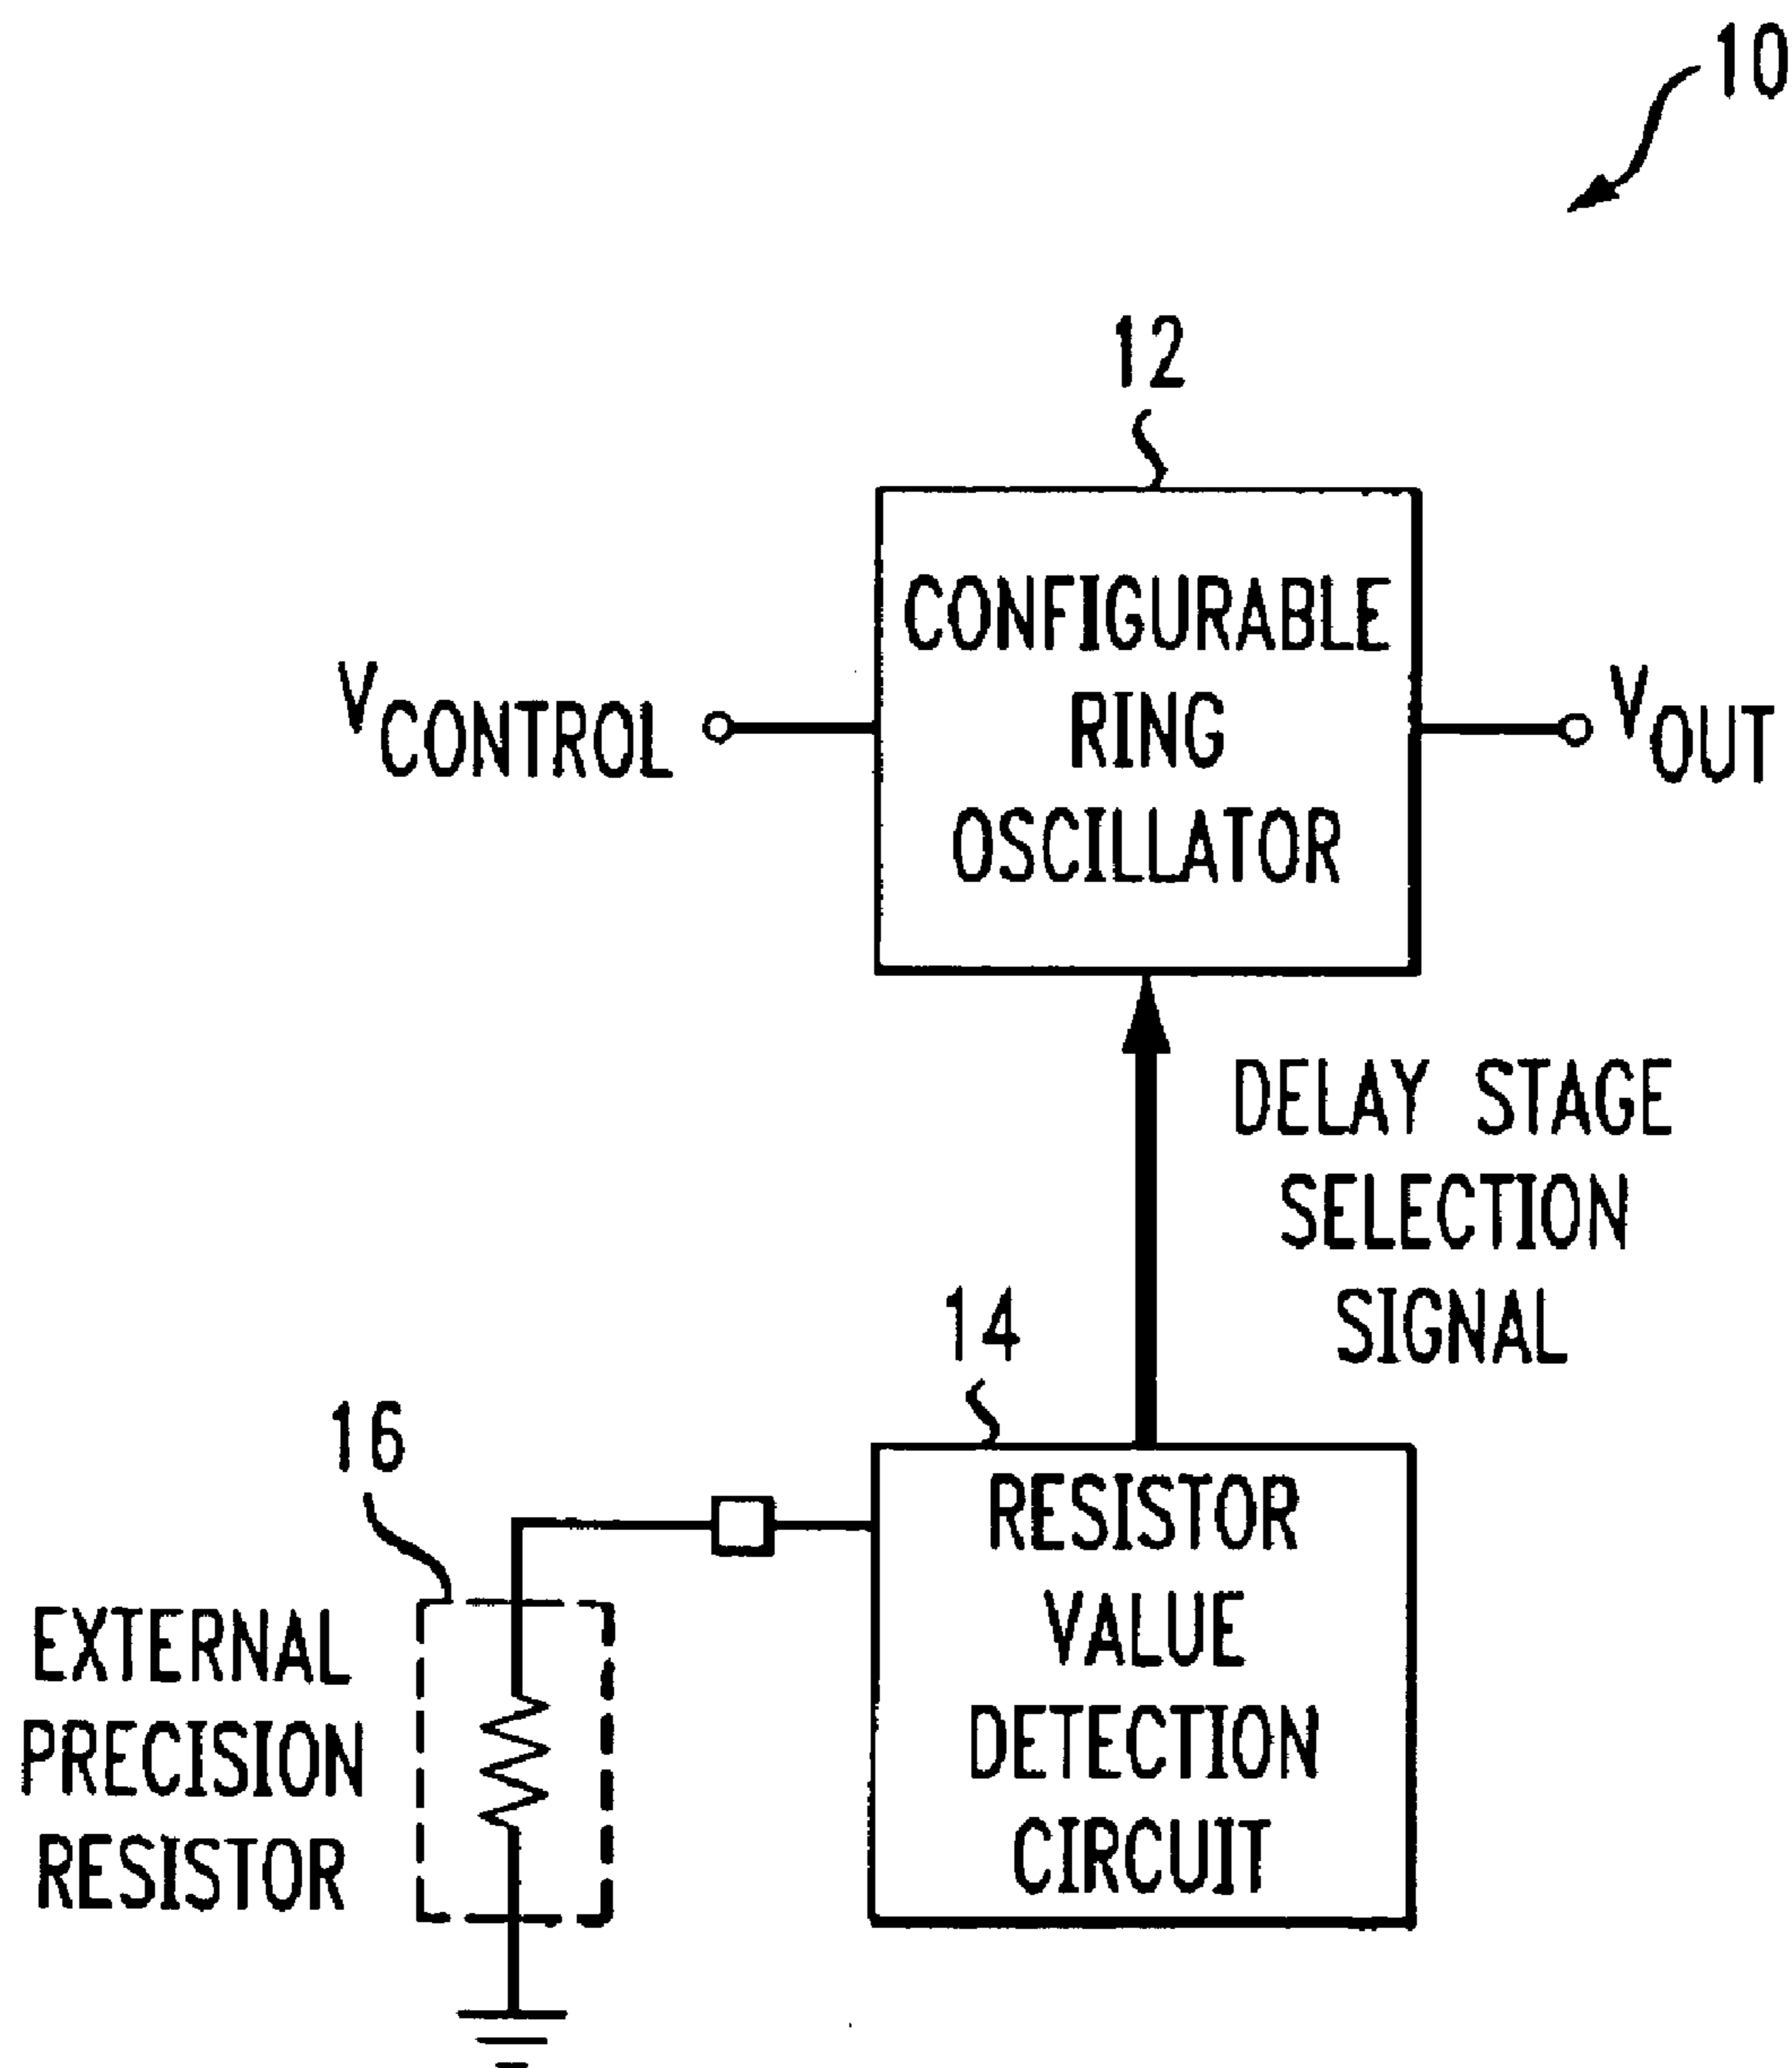 10
12
CONFIGURABLE
RING
OSCILLATOR
VCONTROL
VOUT
DELAY STAGE
SELECTION
SIGNAL
14
16
RESISTOR
VALUE
DETECTION
CIRCUIT
EXTERNAL
PRECISION
RESISTOR